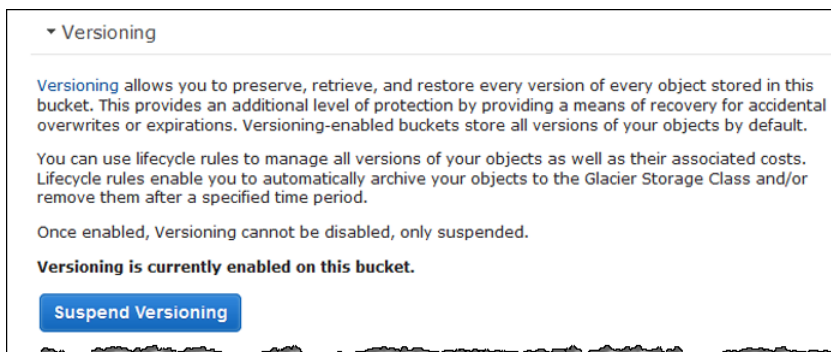 Versioning
Versioning allows you to preserve, retrieve, and restore every version of every object stored in this
bucket. This provides an additional level of protection by providing a means of recovery for accidental
overwrites or expirations. Versioning-enabled buckets store all versions of your objects by default.
You can use lifecycle rules to manage all versions of your objects as well as their associated costs.
Lifecycle rules enable you to automatically archive your objects to the Glacier Storage Class and/or
remove them after a specified time period.
Once enabled, Versioning cannot be disabled, only suspended.
Versioning is currently enabled on this bucket.
Suspend Versioning